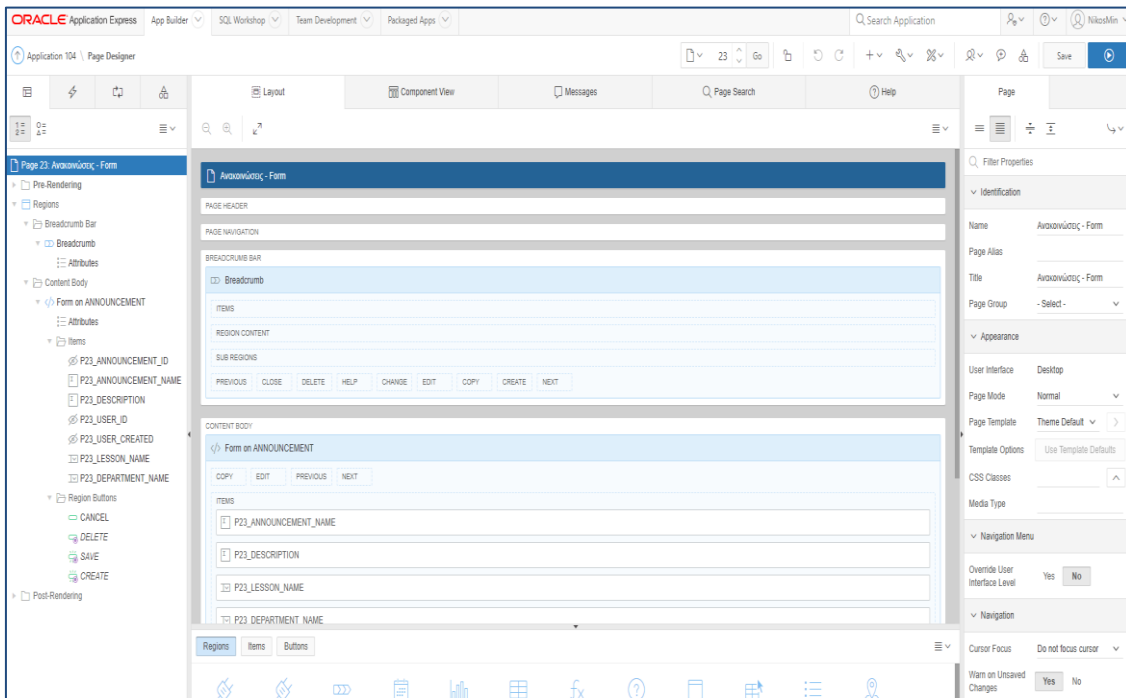 ORACLE Application Express App Builder SQL Workshop Team Development Packaged Apps Search Application NikosMin
Application 104 \ Page Designer 23 Go Save
Layout Component View Messages Page Search Help Page
Page 23: Ανακοινώσεις - Form
Pre-Rendering
Regions
Breadcrumb Bar
Breadcrumb
Attributes
Content Body
Form on ANNOUNCEMENT
Attributes
Items
P23_ANNOUNCEMENT_ID
P23_ANNOUNCEMENT_NAME
P23_DESCRIPTION
P23_USER_ID
P23_USER_CREATED
P23_LESSON_NAME
P23_DEPARTMENT_NAME
Region Buttons
CANCEL
DELETE
SAVE
CREATE
Post-Rendering
Ανακοινώσεις - Form
PAGE HEADER
PAGE NAVIGATION
BREADCRUMB BAR
Breadcrumb
ITEMS
REGION CONTENT
SUB REGIONS
PREVIOUS CLOSE DELETE HELP CHANGE EDIT COPY CREATE NEXT
CONTENT BODY
Form on ANNOUNCEMENT
COPY EDIT PREVIOUS NEXT
ITEMS
P23_ANNOUNCEMENT_NAME
P23_DESCRIPTION
P23_LESSON_NAME
P23_DEPARTMENT_NAME
Regions Items Buttons
Filter Properties
Identification
Name Ανακοινώσεις - Form
Page Alias
Title Ανακοινώσεις - Form
Page Group - Select -
Appearance
User Interface Desktop
Page Mode Normal
Page Template Theme Default
Template Options Use Template Defaults
CSS Classes
Media Type
Navigation Menu
Override User
Interface Level Yes No
Navigation
Cursor Focus Do not focus cursor
Warn on Unsaved
Changes Yes No